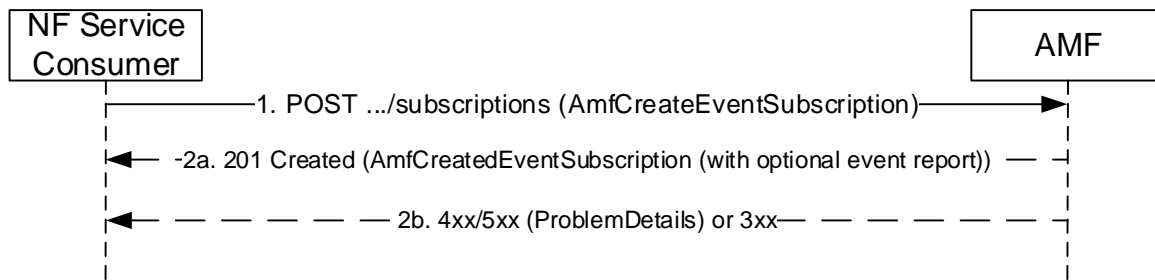 NF Service
Consumer
AMF
1. POST .../subscriptions (AmfCreateEventSubscription)
2a. 201 Created (AmfCreatedEventSubscription (with optional event report))
2b. 4xx/5xx (ProblemDetails) or 3xx